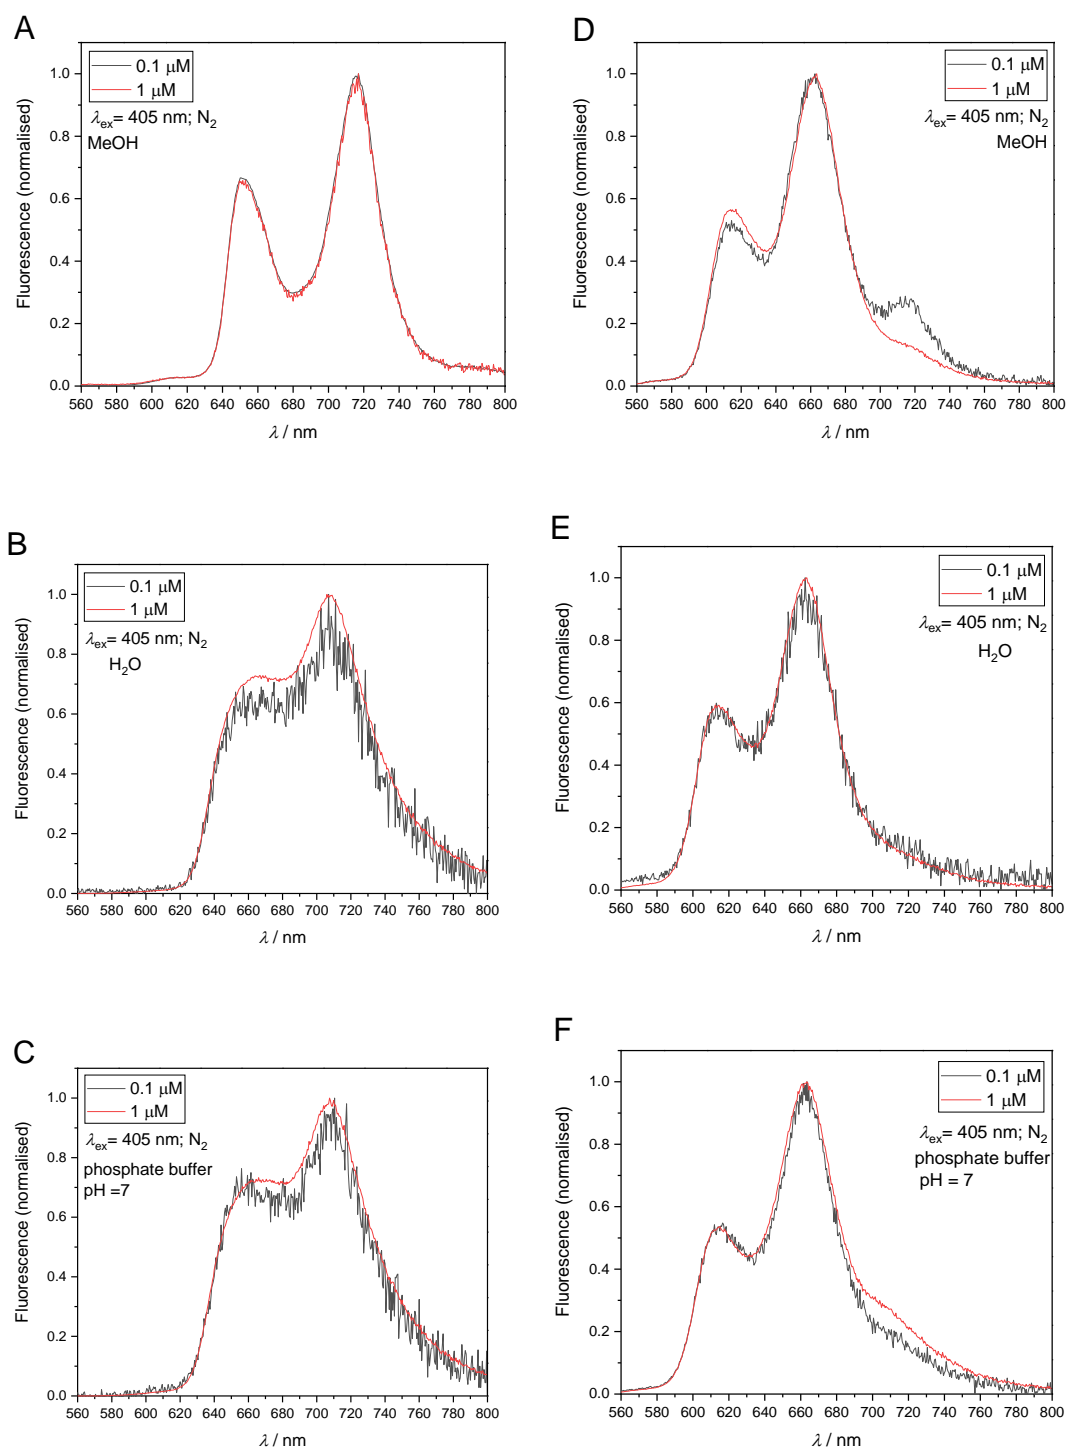 A
0.1 μM
1 μM
λex= 405 nm; N2
MeOH
Fluorescence (normalised)
1.0
0.8
0.6
0.4
0.2
0.0
560 580 600 620 640 660 680 700 720 740 760 780 800
λ / nm
D
0.1 μM
1 μM
λex= 405 nm; N2
MeOH
Fluorescence (normalised)
1.0
0.8
0.6
0.4
0.2
0.0
560 580 600 620 640 660 680 700 720 740 760 780 800
λ / nm
B
0.1 μM
1 μM
λex= 405 nm; N2
H2O
Fluorescence (normalised)
1.0
0.8
0.6
0.4
0.2
0.0
560 580 600 620 640 660 680 700 720 740 760 780 800
λ / nm
E
0.1 μM
1 μM
λex= 405 nm; N2
H2O
Fluorescence (normalised)
1.0
0.8
0.6
0.4
0.2
0.0
560 580 600 620 640 660 680 700 720 740 760 780 800
λ / nm
C
0.1 μM
1 μM
λex= 405 nm; N2
phosphate buffer
pH =7
Fluorescence (normalised)
1.0
0.8
0.6
0.4
0.2
0.0
560 580 600 620 640 660 680 700 720 740 760 780 800
λ / nm
F
0.1 μM
1 μM
λex= 405 nm; N2
phosphate buffer
pH = 7
Fluorescence (normalised)
1.0
0.8
0.6
0.4
0.2
0.0
560 580 600 620 640 660 680 700 720 740 760 780 800
λ / nm